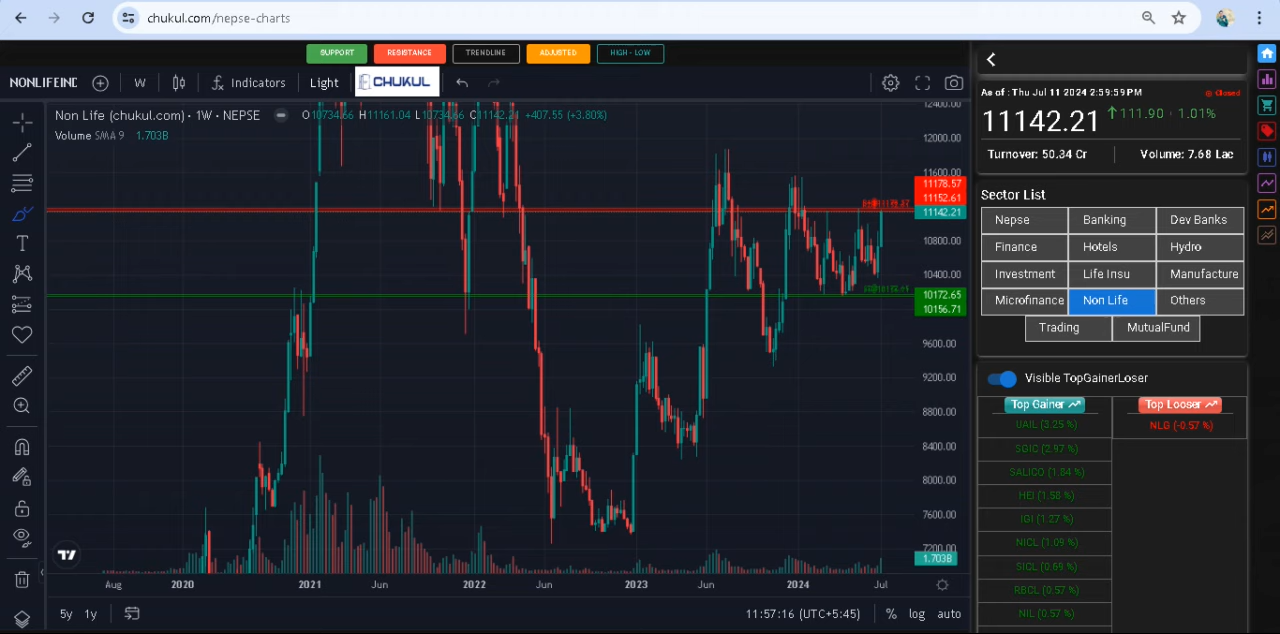 chukul.com/nepse-charts
SUPPORT RESISTANCE TRENDLINE ADJUSTED HIGH - LOW
NONLIFEINC W Indicators Light CHUKUL
Non Life (chukul.com) · 1W · NEPSE O10734.66 H11161.04 L10734.66 C11142.21 +407.55 (+3.80%)
Volume SMA 9 1.703B
12400.00
12000.00
11600.00
11178.57
11152.61
11142.21
10800.00
10400.00
10172.65
10156.71
9600.00
9200.00
8800.00
8400.00
8000.00
7600.00
7200.00
1.703B
Aug 2020 2021 Jun 2022 Jun 2023 Jun 2024 Jul
5y 1y 11:57:16 (UTC+5:45) % log auto
As of : Thu Jul 11 2024 2:59:59 PM Closed
11142.21 111.90 · 1.01%
Turnover: 50.34 Cr Volume: 7.68 Lac
Sector List
Nepse Banking Dev Banks
Finance Hotels Hydro
Investment Life Insu Manufacture
Microfinance Non Life Others
Trading MutualFund
Visible TopGainerLoser
Top Gainer Top Looser
UAIL (3.25 %) NLG (-0.57 %)
SGIC (2.97 %)
SALICO (1.84 %)
HEI (1.58 %)
IGI (1.27 %)
NICL (1.09 %)
SICL (0.69 %)
RBCL (0.57 %)
NIL (0.57 %)